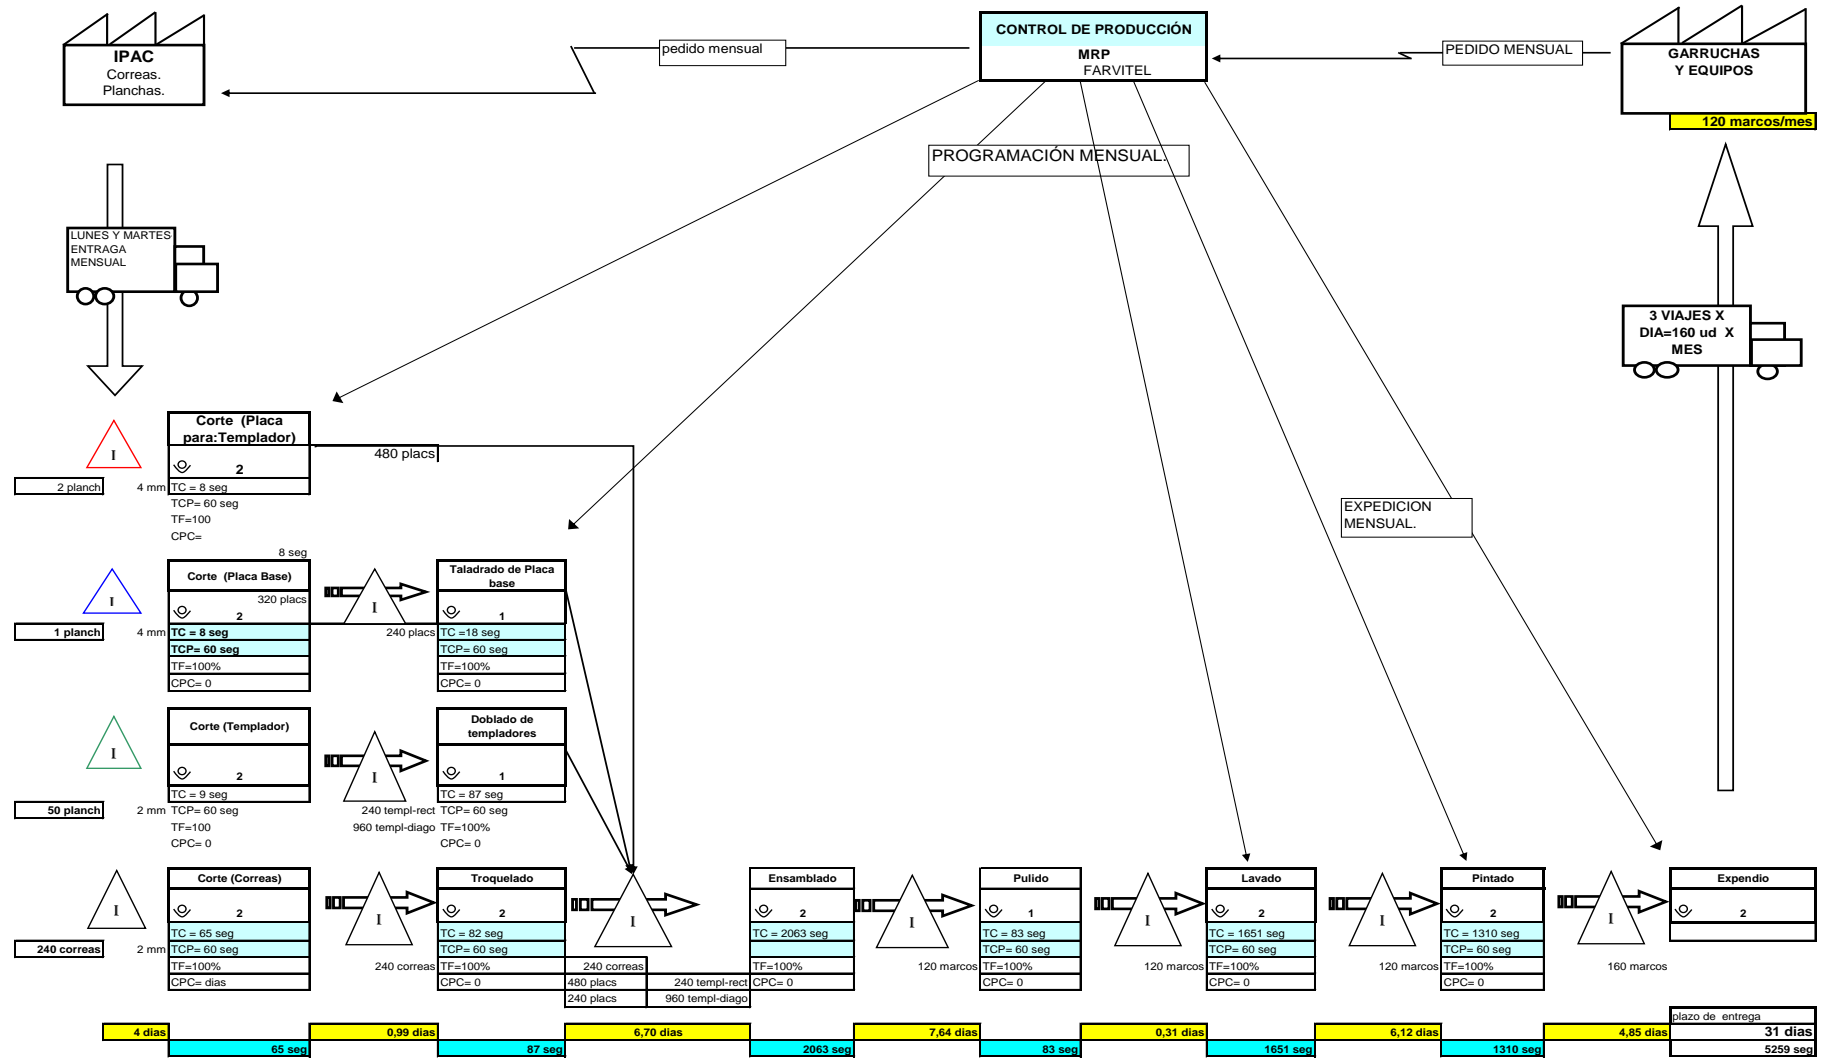 IPAC
Correas.
Planchas.
pedido mensual
CONTROL DE PRODUCCIÓN
MRP
FARVITEL
PEDIDO MENSUAL
GARRUCHAS
Y EQUIPOS
120 marcos/mes
PROGRAMACIÓN MENSUAL.
LUNES Y MARTES
ENTRAGA
MENSUAL
3 VIAJES X
DIA=160 ud X
MES
EXPEDICION
MENSUAL.
I
2 planch
4 mm
Corte (Placa
para:Templador)
2
TC = 8 seg
TCP= 60 seg
TF=100
CPC=
8 seg
480 placs
I
1 planch
4 mm
Corte (Placa Base)
320 placs
2
TC = 8 seg
TCP= 60 seg
TF=100%
CPC= 0
I
240 placs
Taladrado de Placa
base
1
TC =18 seg
TCP= 60 seg
TF=100%
CPC= 0
I
50 planch
2 mm
Corte (Templador)
2
TC = 9 seg
TCP= 60 seg
TF=100
CPC= 0
I
240 templ-rect
960 templ-diago
Doblado de
templadores
1
TC = 87 seg
TCP= 60 seg
TF=100%
CPC= 0
I
240 correas
2 mm
Corte (Correas)
2
TC = 65 seg
TCP= 60 seg
TF=100%
CPC= dias
I
240 correas
Troquelado
2
TC = 82 seg
TCP= 60 seg
TF=100%
CPC= 0
I
240 correas
480 placs
240 templ-rect
240 placs
960 templ-diago
Ensamblado
2
TC = 2063 seg
TF=100%
CPC= 0
I
120 marcos
Pulido
1
TC = 83 seg
TCP= 60 seg
TF=100%
CPC= 0
I
120 marcos
Lavado
2
TC = 1651 seg
TCP= 60 seg
TF=100%
CPC= 0
I
120 marcos
Pintado
2
TC = 1310 seg
TCP= 60 seg
TF=100%
CPC= 0
I
160 marcos
Expendio
2
plazo de entrega
4 dias
0,99 dias
6,70 dias
7,64 dias
0,31 dias
6,12 dias
4,85 dias
31 dias
65 seg
87 seg
2063 seg
83 seg
1651 seg
1310 seg
5259 seg